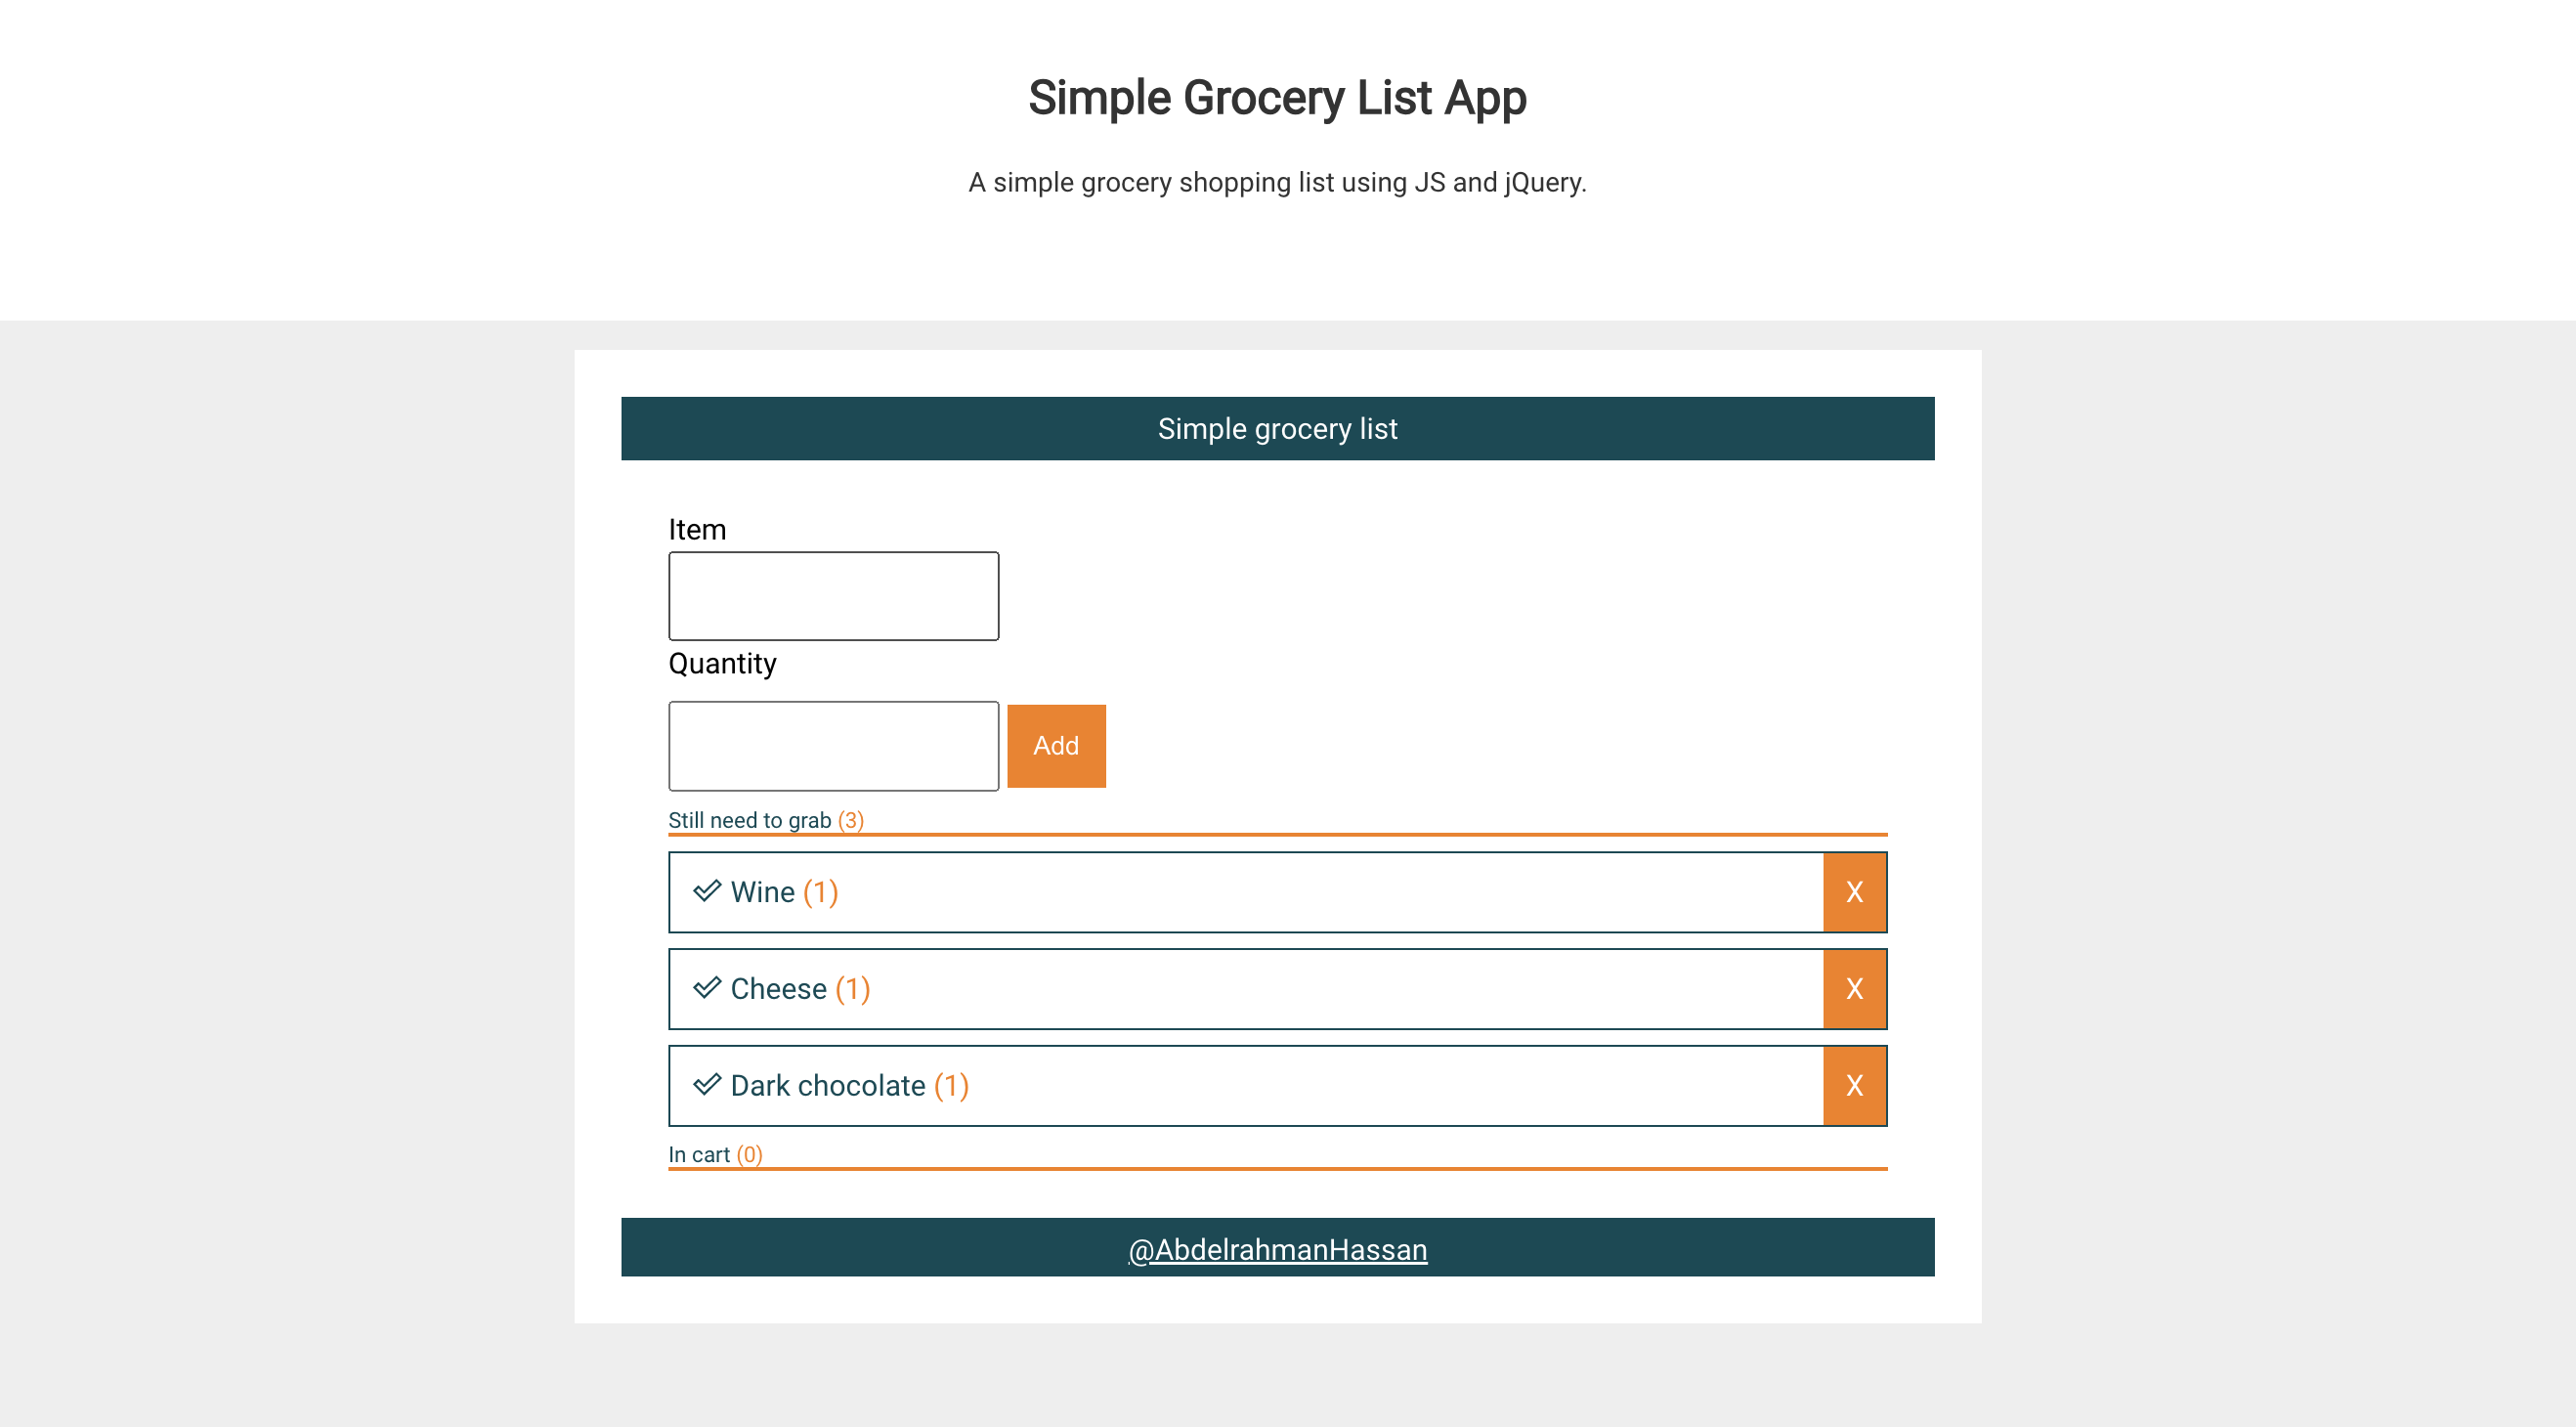 Simple Grocery List App
A simple grocery shopping list using JS and jQuery.
Simple grocery list
Item
Quantity
Add
Still need to grab (3)
Wine (1) X
Cheese (1) X
Dark chocolate (1) X
In cart (0)
@AbdelrahmanHassan